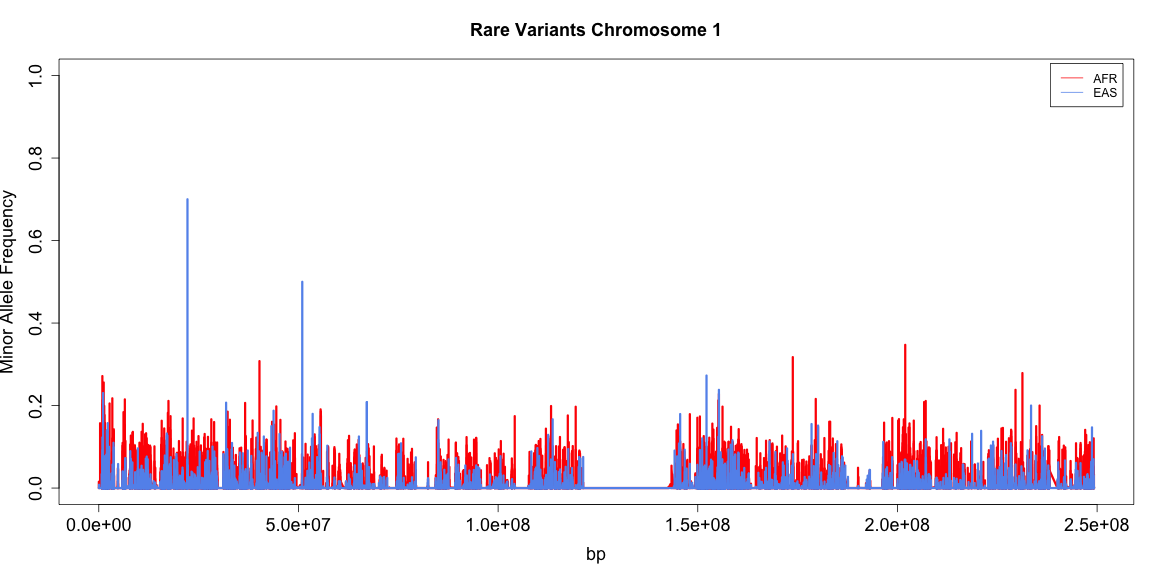 Rare Variants Chromosome 1
AFR
EAS
Minor Allele Frequency
1.0
0.8
0.6
0.4
0.2
0.0
0.0e+00 5.0e+07 1.0e+08 1.5e+08 2.0e+08 2.5e+08
bp